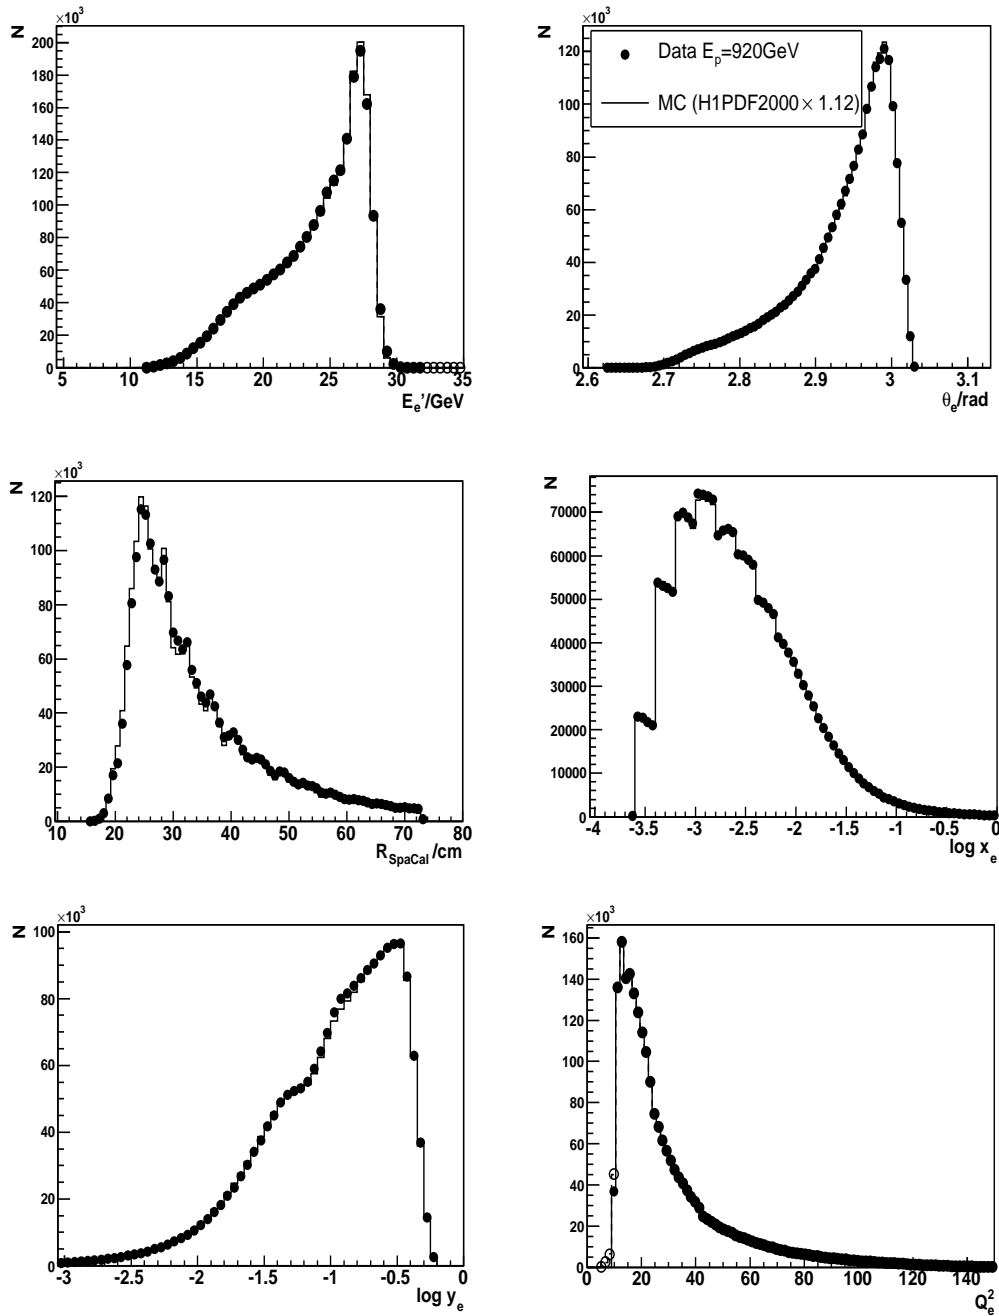 ×10³
N
200
180
160
140
120
100
80
60
40
20
0
5 10 15 20 25 30 35
E_e'/GeV
×10³
N
Data E_p=920GeV
MC (H1PDF2000 × 1.12)
120
100
80
60
40
20
0
2.6 2.7 2.8 2.9 3 3.1
θ_e/rad
×10³
N
120
100
80
60
40
20
0
10 20 30 40 50 60 70 80
R_SpaCal /cm
N
70000
60000
50000
40000
30000
20000
10000
-4 -3.5 -3 -2.5 -2 -1.5 -1 -0.5 0
log x_e
×10³
N
100
80
60
40
20
0
-3 -2.5 -2 -1.5 -1 -0.5 0
log y_e
×10³
N
160
140
120
100
80
60
40
20
0
0 20 40 60 80 100 120 140
Q²_e